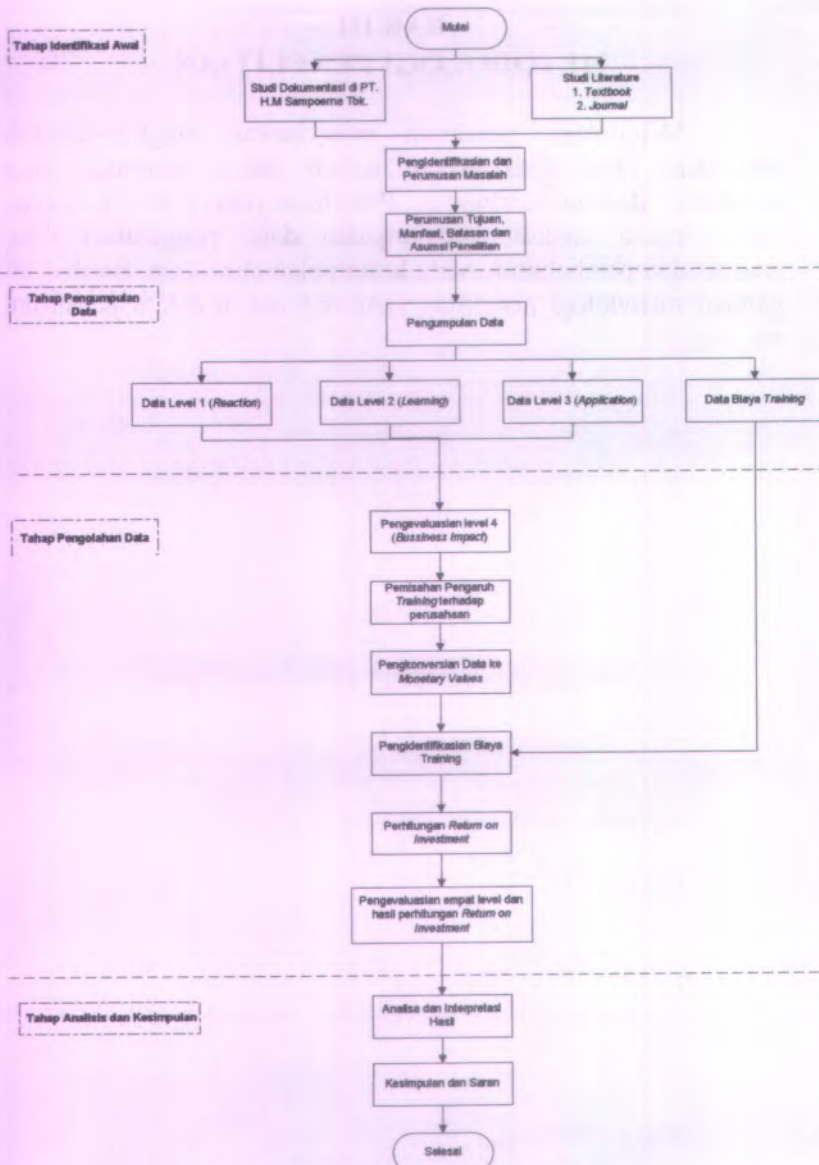 Mulai
Tahap Identifikasi Awal
Studi Dokumentasi di PT.
H.M Sampoerna Tbk.
Studi Literature
1. Textbook
2. Journal
Pengidentifikasian dan
Perumusan Masalah
Perumusan Tujuan,
Manfaat, Batasan dan
Asumsi Penelitian
Tahap Pengumpulan
Data
Pengumpulan Data
Data Level 1 (Reaction)
Data Level 2 (Learning)
Data Level 3 (Application)
Data Biaya Training
Tahap Pengolahan Data
Pengevaluasian level 4
(Bussiness Impact)
Pemisahan Pengaruh
Training terhadap
perusahaan
Pengkonversian Data ke
Monetary Values
Pengidentifikasian Biaya
Training
Perhitungan Return on
Investment
Pengevaluasian empat level dan
hasil perhitungan Return on
Investment
Tahap Analisis dan Kesimpulan
Analisa dan Interpretasi
Hasil
Kesimpulan dan Saran
Selesai